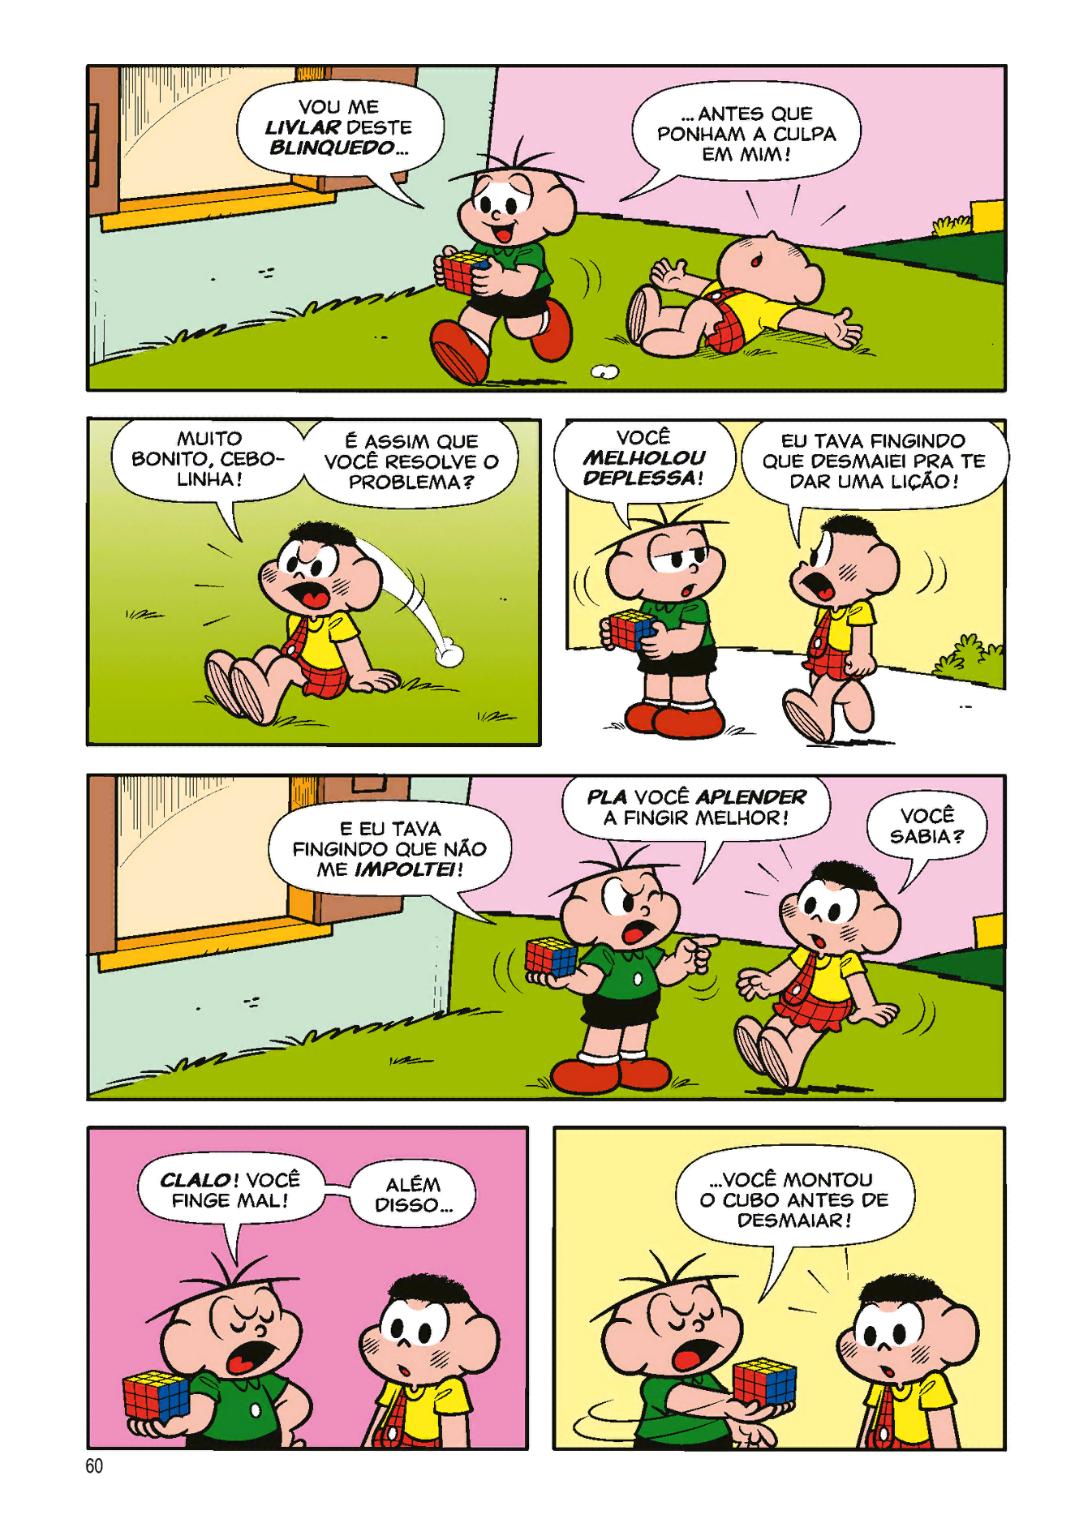 VOU ME
LIVLAR DESTE
BLINQUEDO...
...ANTES QUE
PONHAM A CULPA
EM MIM!
MUITO
BONITO, CEBO-
LINHA!
É ASSIM QUE
VOCÊ RESOLVE O
PROBLEMA?
VOCÊ
MELHOLOU
DEPLESSA!
EU TAVA FINGINDO
QUE DESMAIEI PRA TE
DAR UMA LIÇÃO!
E EU TAVA
FINGINDO QUE NÃO
ME IMPOLTEI!
PLA VOCÊ APLENDER
A FINGIR MELHOR!
VOCÊ
SABIA?
CLALO! VOCÊ
FINGE MAL!
ALÉM
DISSO...
...VOCÊ MONTOU
O CUBO ANTES DE
DESMAIAR!
60